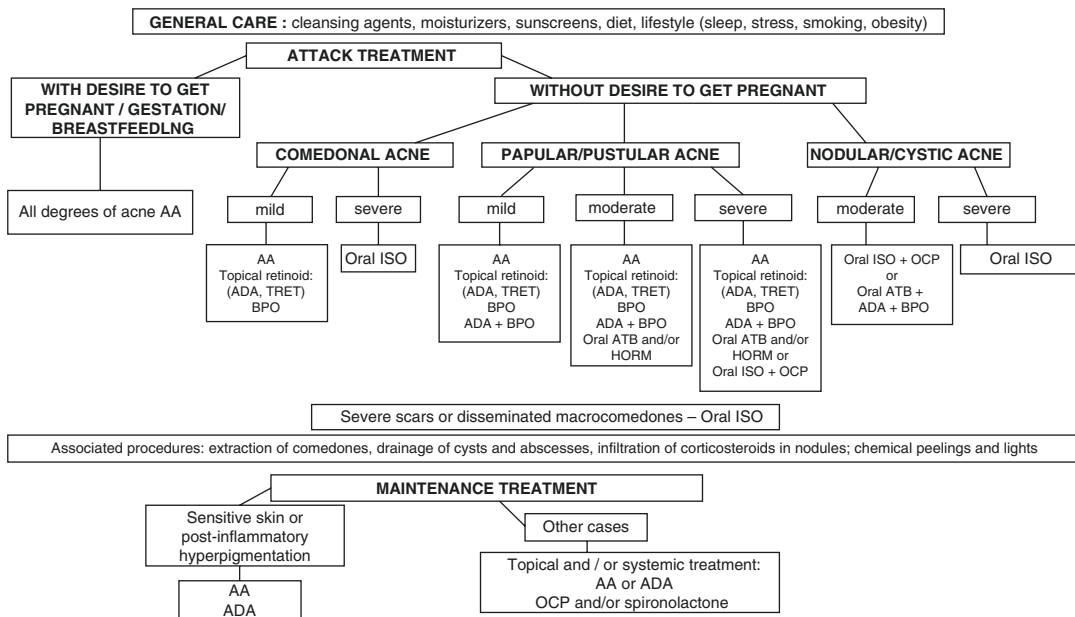 GENERAL CARE : cleansing agents, moisturizers, sunscreens, diet, lifestyle (sleep, stress, smoking, obesity)
ATTACK TREATMENT
WITH DESIRE TO GET
PREGNANT / GESTATION/
BREASTFEEDLNG
WITHOUT DESIRE TO GET PREGNANT
All degrees of acne AA
COMEDONAL ACNE
PAPULAR/PUSTULAR ACNE
NODULAR/CYSTIC ACNE
mild
severe
mild
moderate
severe
moderate
severe
AA
Topical retinoid:
(ADA, TRET)
BPO
Oral ISO
AA
Topical retinoid:
(ADA, TRET)
BPO
ADA + BPO
AA
Topical retinoid:
(ADA, TRET)
BPO
ADA + BPO
Oral ATB and/or
HORM
AA
Topical retinoid:
(ADA, TRET)
BPO
ADA + BPO
Oral ATB and/or
HORM or
Oral ISO + OCP
Oral ISO + OCP
or
Oral ATB +
ADA + BPO
Oral ISO
Severe scars or disseminated macrocomedones – Oral ISO
Associated procedures: extraction of comedones, drainage of cysts and abscesses, infiltration of corticosteroids in nodules; chemical peelings and lights
MAINTENANCE TREATMENT
Sensitive skin or
post-inflammatory
hyperpigmentation
AA
ADA
Other cases
Topical and / or systemic treatment:
AA or ADA
OCP and/or spironolactone